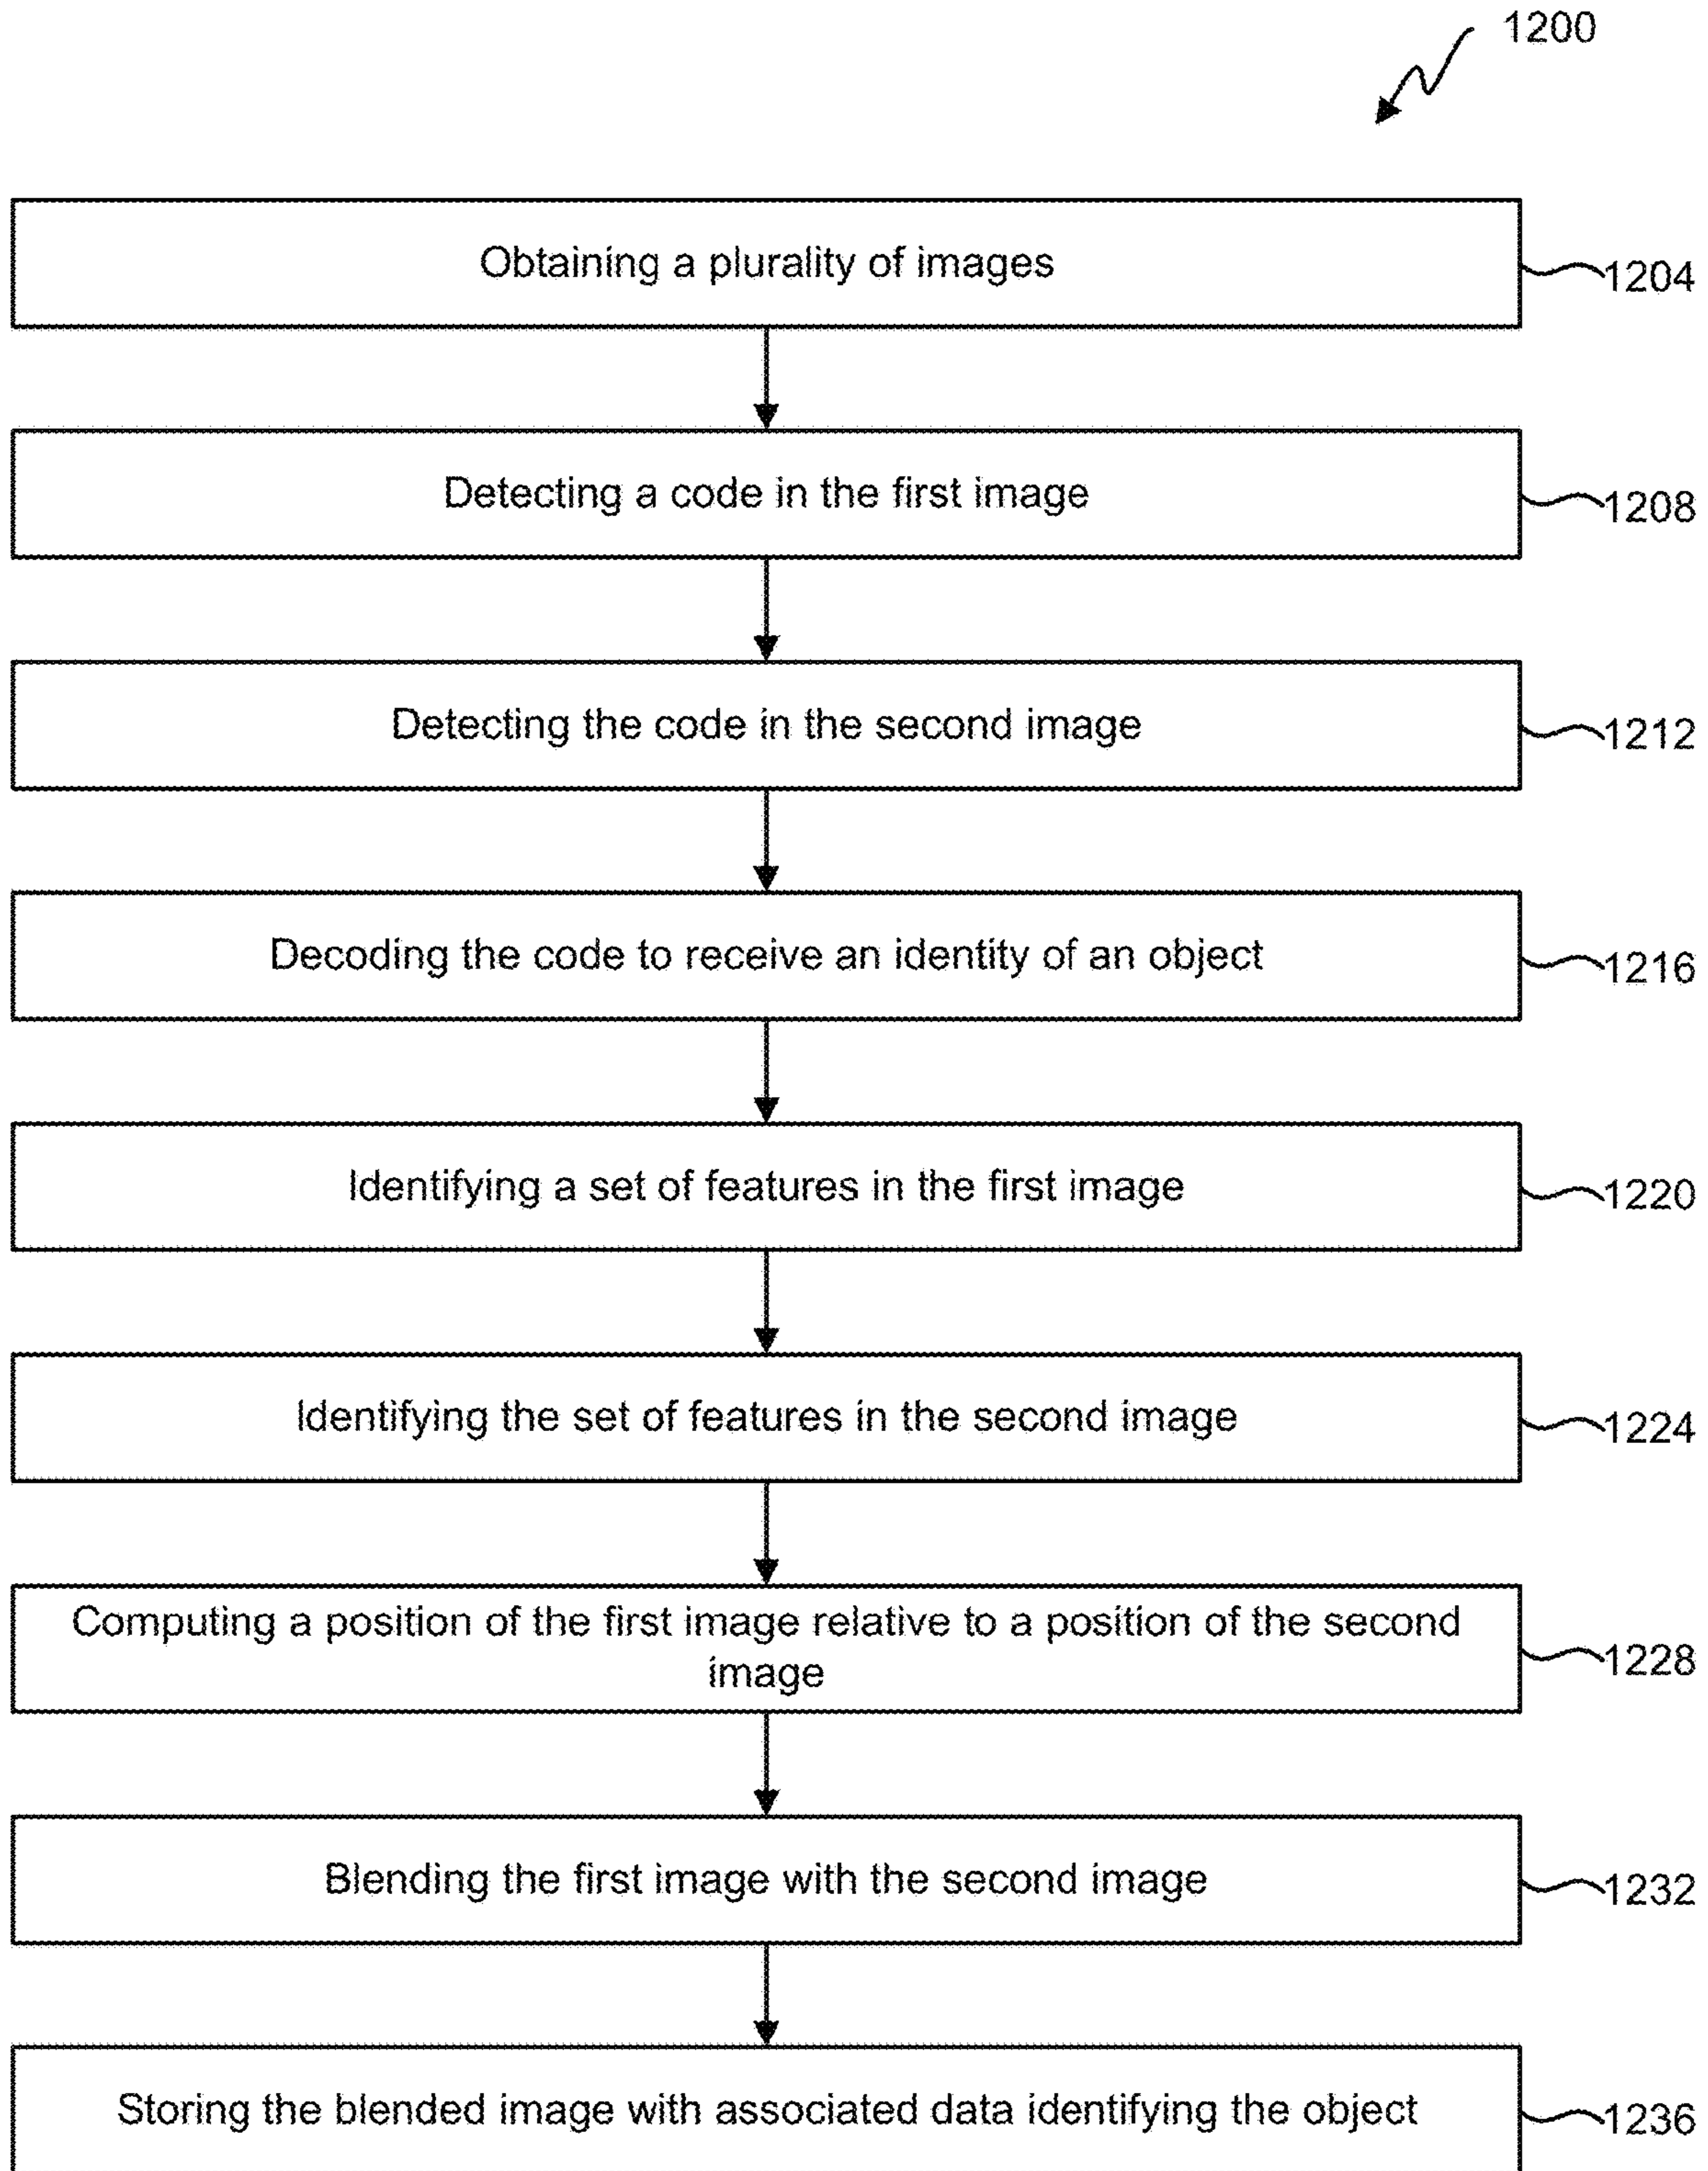 1200
Obtaining a plurality of images
1204
Detecting a code in the first image
1208
Detecting the code in the second image
1212
Decoding the code to receive an identity of an object
1216
Identifying a set of features in the first image
1220
Identifying the set of features in the second image
1224
Computing a position of the first image relative to a position of the second
image
1228
Blending the first image with the second image
1232
Storing the blended image with associated data identifying the object
1236